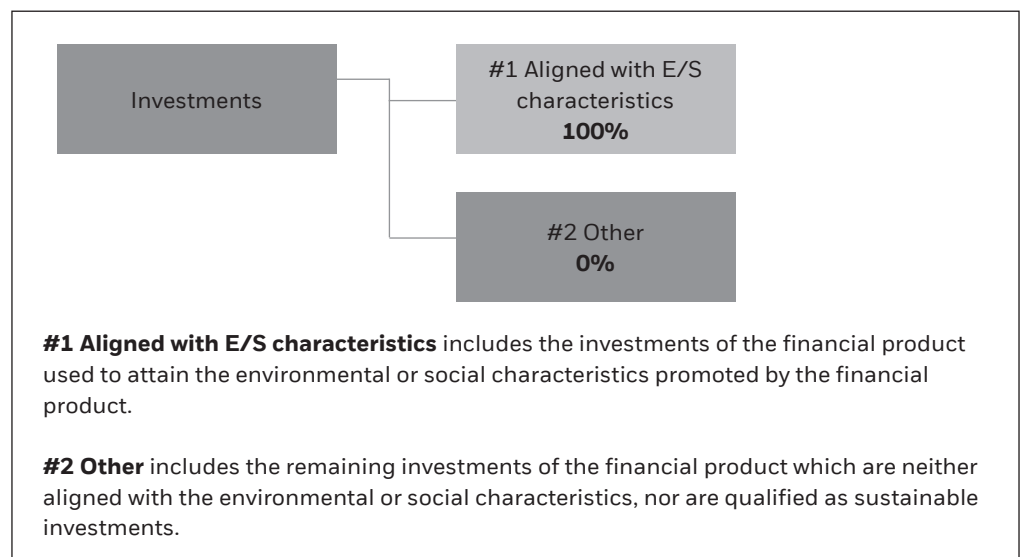 Investments
#1 Aligned with E/S
characteristics
100%
#2 Other
0%
#1 Aligned with E/S characteristics includes the investments of the financial product
used to attain the environmental or social characteristics promoted by the financial
product.
#2 Other includes the remaining investments of the financial product which are neither
aligned with the environmental or social characteristics, nor are qualified as sustainable
investments.